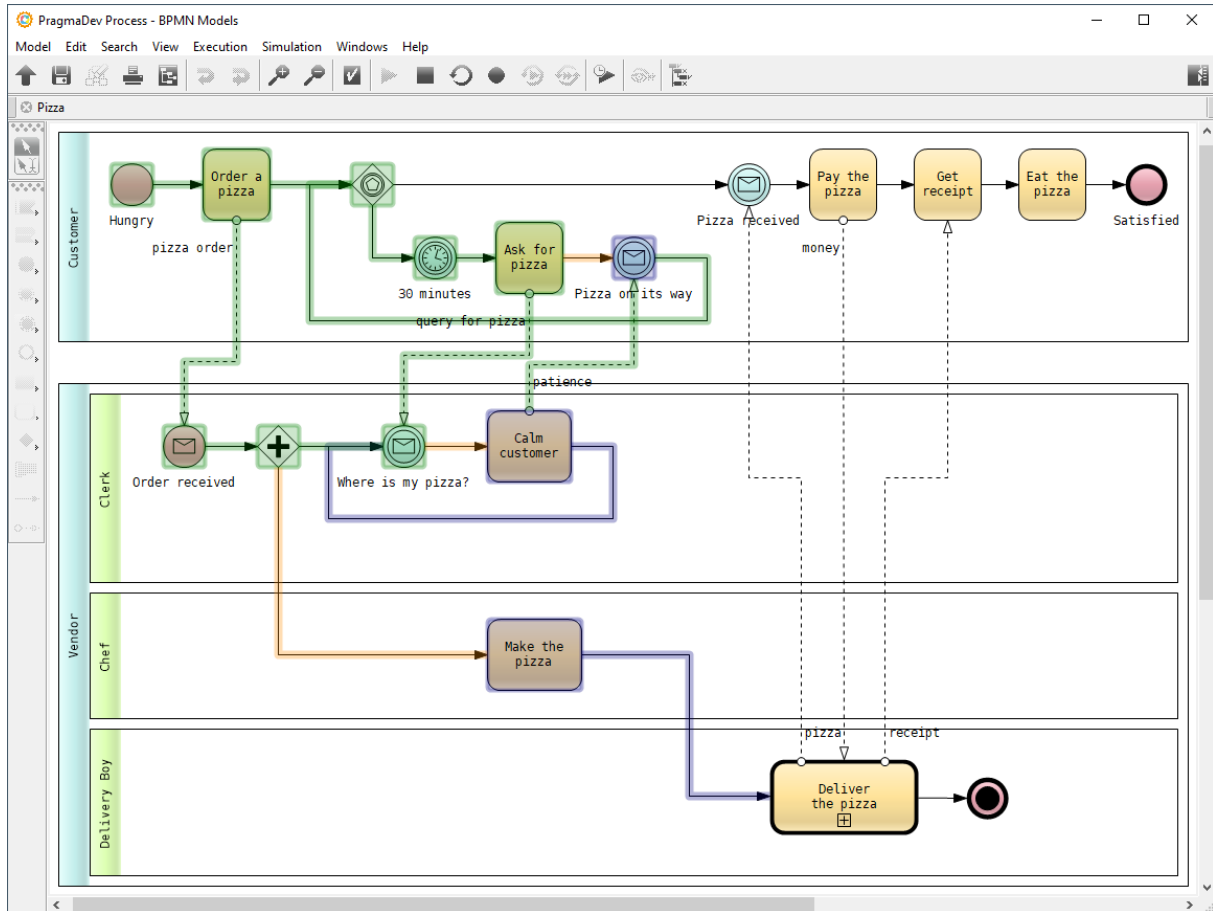 PragmaDev Process - BPMN Models
Model Edit Search View Execution Simulation Windows Help
Pizza
Customer
Hungry
Order a
pizza
pizza order
30 minutes
Ask for
pizza
query for pizza
Pizza on its way
Pizza received
Pay the
pizza
money
Get
receipt
Eat the
pizza
Satisfied
Vendor
Clerk
Order received
Where is my pizza?
patience
Calm
customer
Chef
Make the
pizza
Delivery Boy
pizza
receipt
Deliver
the pizza